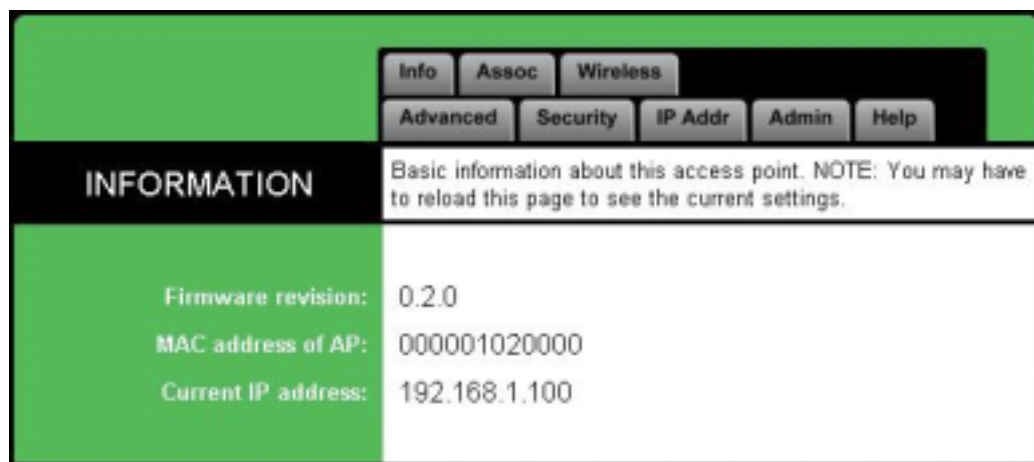 Info Assoc Wireless
Advanced Security IP Addr Admin Help
INFORMATION
Basic information about this access point. NOTE: You may have
to reload this page to see the current settings.
Firmware revision: 0.2.0
MAC address of AP: 000001020000
Current IP address: 192.168.1.100